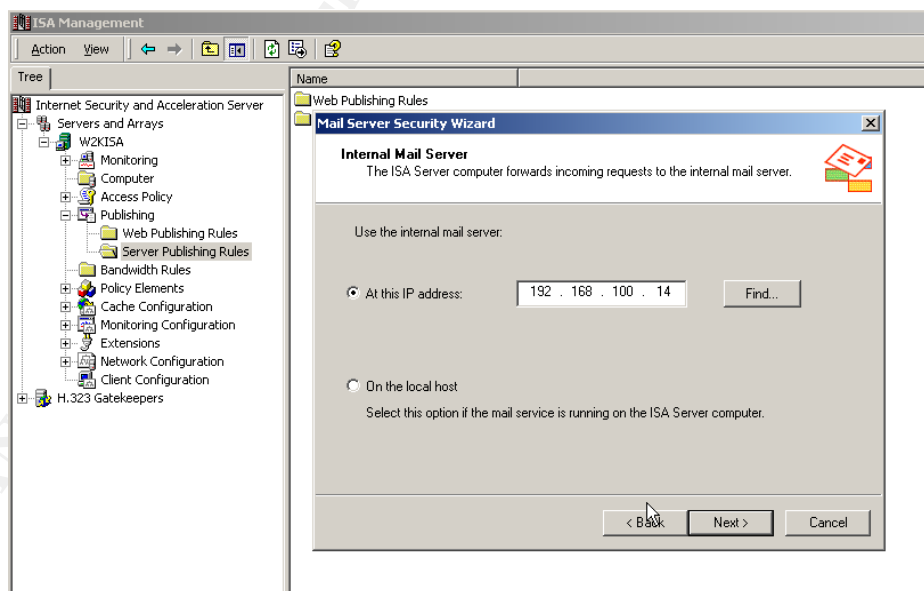 ISA Management
Action View
Tree
Name
Internet Security and Acceleration Server
Servers and Arrays
W2KISA
Monitoring
Computer
Access Policy
Publishing
Web Publishing Rules
Server Publishing Rules
Bandwidth Rules
Policy Elements
Cache Configuration
Monitoring Configuration
Extensions
Network Configuration
Client Configuration
H.323 Gatekeepers
Web Publishing Rules
Mail Server Security Wizard
Internal Mail Server
The ISA Server computer forwards incoming requests to the internal mail server.
Use the internal mail server:
At this IP address:
192 . 168 . 100 . 14
Find...
On the local host
Select this option if the mail service is running on the ISA Server computer.
< Back
Next >
Cancel